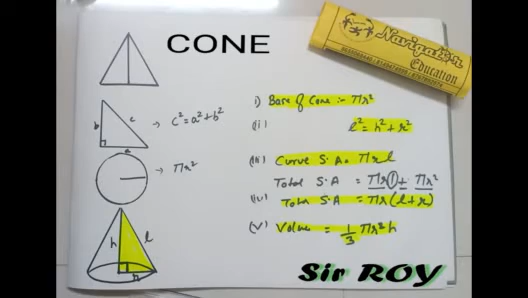 CONE
Navigator
Education
b c
a
→ c² = a² + b²
→ πr²
h l
r
i) Base of Cone :- πr²
(ii) l² = h² + r²
(iii) Curve S.A. = πrl
Total S.A = πr(l) + πr²
(iv) Total S.A = πr(l+r)
(v) Volume = 1/3 πr²h
Sir ROY